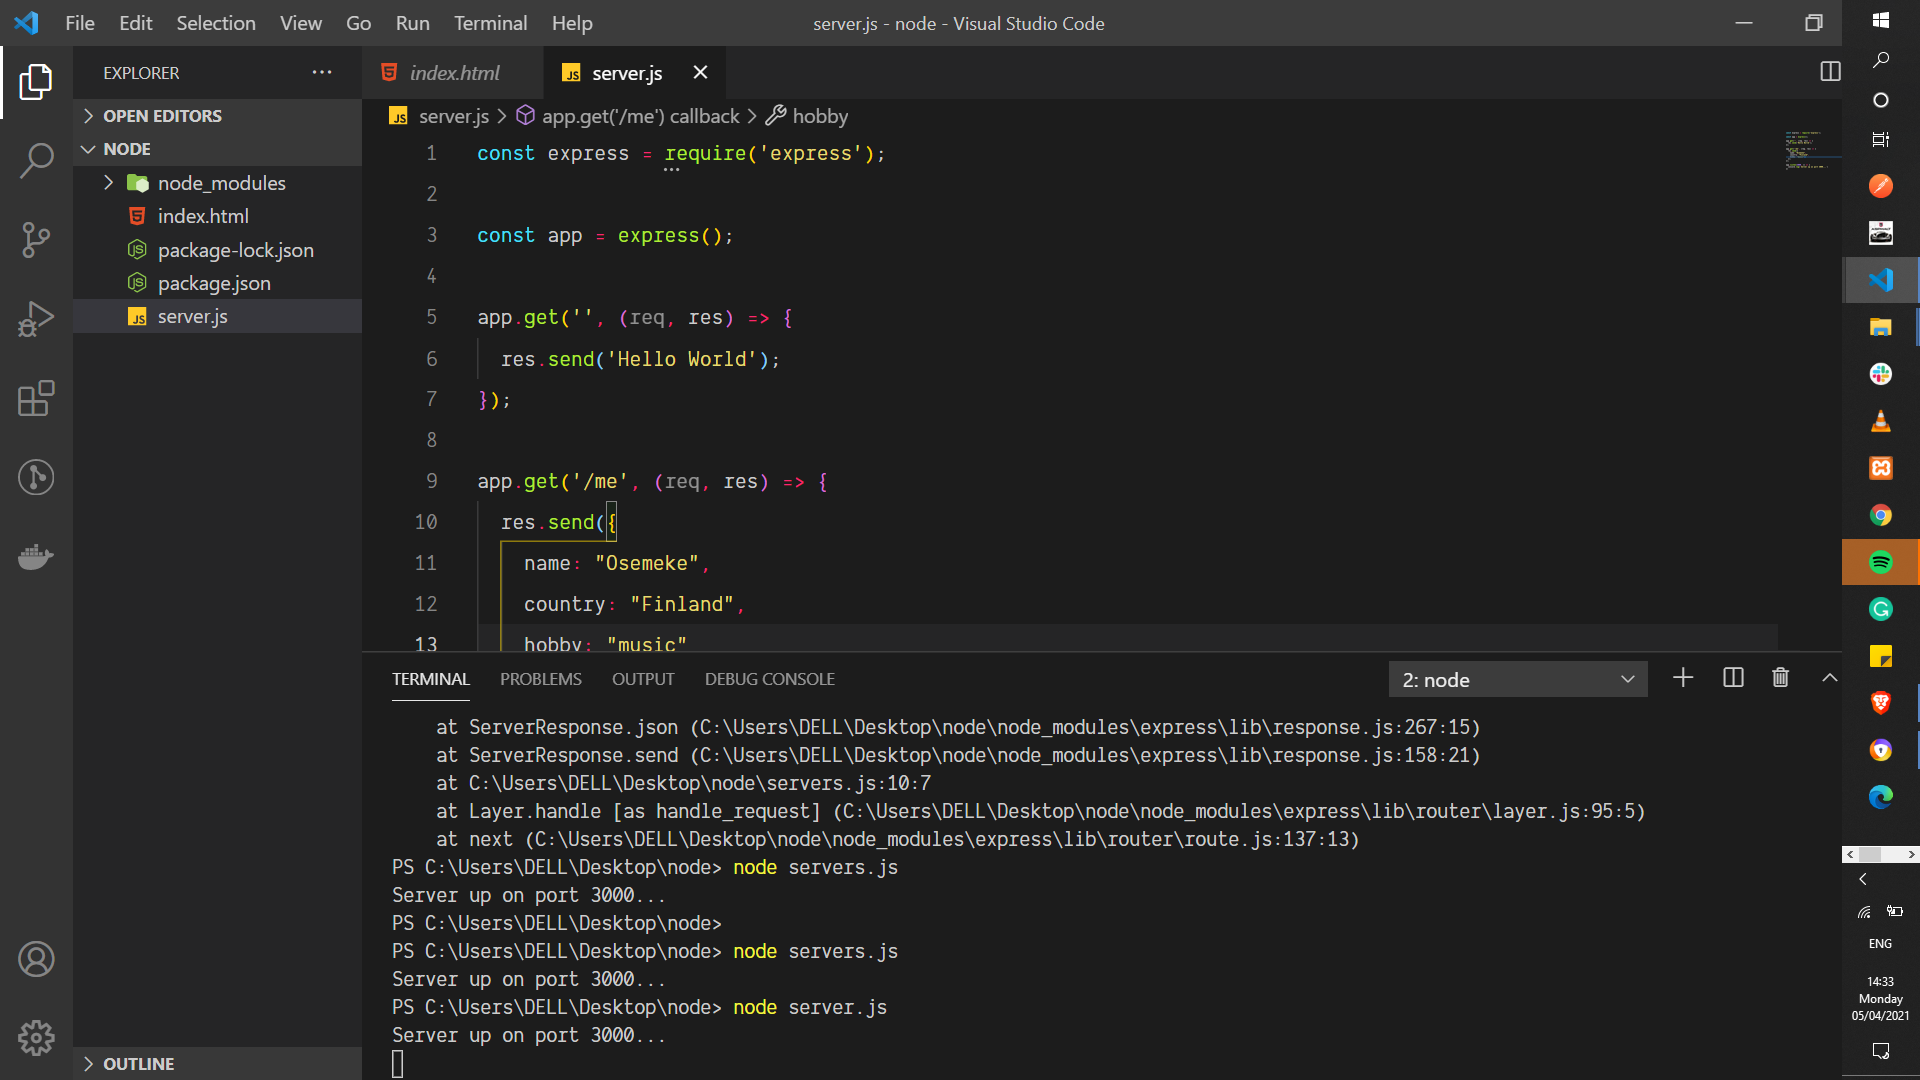 File Edit Selection View Go Run Terminal Help
server.js - node - Visual Studio Code
EXPLORER
OPEN EDITORS
NODE
node_modules
index.html
package-lock.json
package.json
server.js
OUTLINE
index.html
JS server.js
JS server.js > app.get('/me') callback > hobby
1 const express = require('express');
2
3 const app = express();
4
5 app.get('', (req, res) => {
6 res.send('Hello World');
7 });
8
9 app.get('/me', (req, res) => {
10 res.send({
11 name: "Osemeke",
12 country: "Finland",
13 hobby: "music"
TERMINAL PROBLEMS OUTPUT DEBUG CONSOLE
2: node
at ServerResponse.json (C:\Users\DELL\Desktop\node\node_modules\express\lib\response.js:267:15)
at ServerResponse.send (C:\Users\DELL\Desktop\node\node_modules\express\lib\response.js:158:21)
at C:\Users\DELL\Desktop\node\servers.js:10:7
at Layer.handle [as handle_request] (C:\Users\DELL\Desktop\node\node_modules\express\lib\router\layer.js:95:5)
at next (C:\Users\DELL\Desktop\node\node_modules\express\lib\router\route.js:137:13)
PS C:\Users\DELL\Desktop\node> node servers.js
Server up on port 3000...
PS C:\Users\DELL\Desktop\node>
PS C:\Users\DELL\Desktop\node> node servers.js
Server up on port 3000...
PS C:\Users\DELL\Desktop\node> node server.js
Server up on port 3000...
ENG
14:33
Monday
05/04/2021